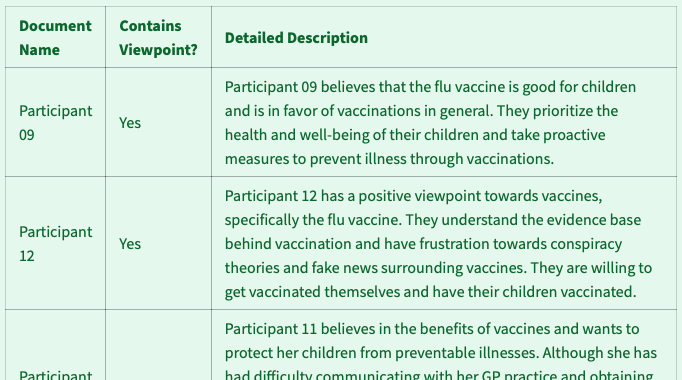 Document
Name
Contains
Viewpoint?
Detailed Description
Participant
09
Yes
Participant 09 believes that the flu vaccine is good for children
and is in favor of vaccinations in general. They prioritize the
health and well-being of their children and take proactive
measures to prevent illness through vaccinations.
Participant
12
Yes
Participant 12 has a positive viewpoint towards vaccines,
specifically the flu vaccine. They understand the evidence base
behind vaccination and have frustration towards conspiracy
theories and fake news surrounding vaccines. They are willing to
get vaccinated themselves and have their children vaccinated.
Participant
Participant 11 believes in the benefits of vaccines and wants to
protect her children from preventable illnesses. Although she has
had difficulty communicating with her GP practice and obtaining